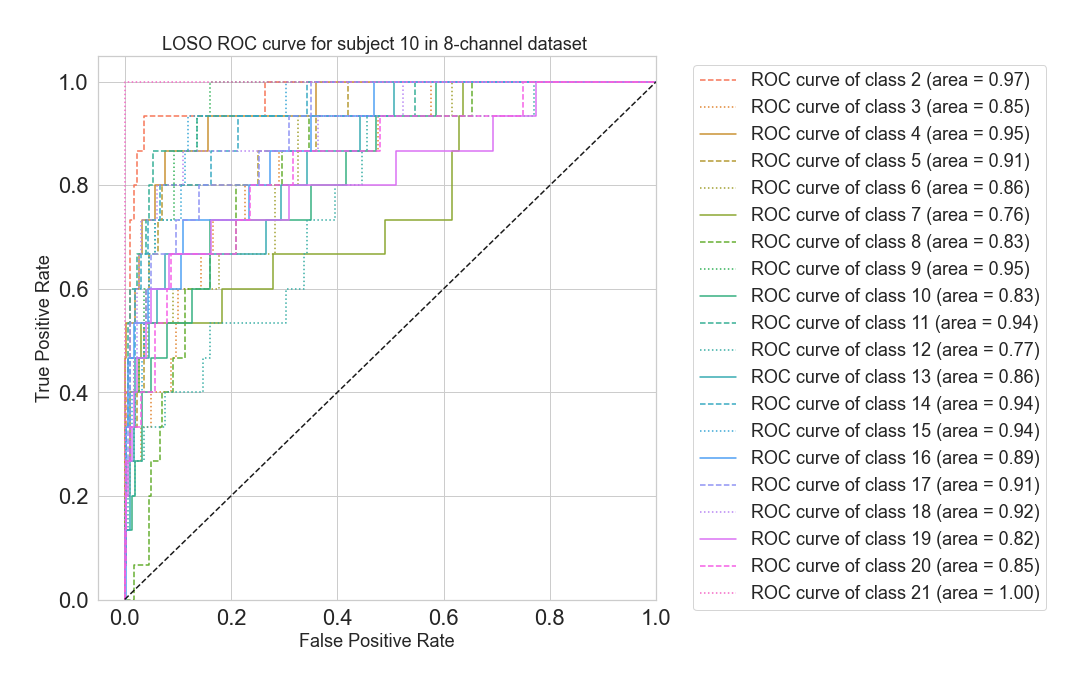 LOSO ROC curve for subject 10 in 8-channel dataset
True Positive Rate
1.0
0.8
0.6
0.4
0.2
0.0
0.0 0.2 0.4 0.6 0.8 1.0
False Positive Rate
ROC curve of class 2 (area = 0.97)
ROC curve of class 3 (area = 0.85)
ROC curve of class 4 (area = 0.95)
ROC curve of class 5 (area = 0.91)
ROC curve of class 6 (area = 0.86)
ROC curve of class 7 (area = 0.76)
ROC curve of class 8 (area = 0.83)
ROC curve of class 9 (area = 0.95)
ROC curve of class 10 (area = 0.83)
ROC curve of class 11 (area = 0.94)
ROC curve of class 12 (area = 0.77)
ROC curve of class 13 (area = 0.86)
ROC curve of class 14 (area = 0.94)
ROC curve of class 15 (area = 0.94)
ROC curve of class 16 (area = 0.89)
ROC curve of class 17 (area = 0.91)
ROC curve of class 18 (area = 0.92)
ROC curve of class 19 (area = 0.82)
ROC curve of class 20 (area = 0.85)
ROC curve of class 21 (area = 1.00)